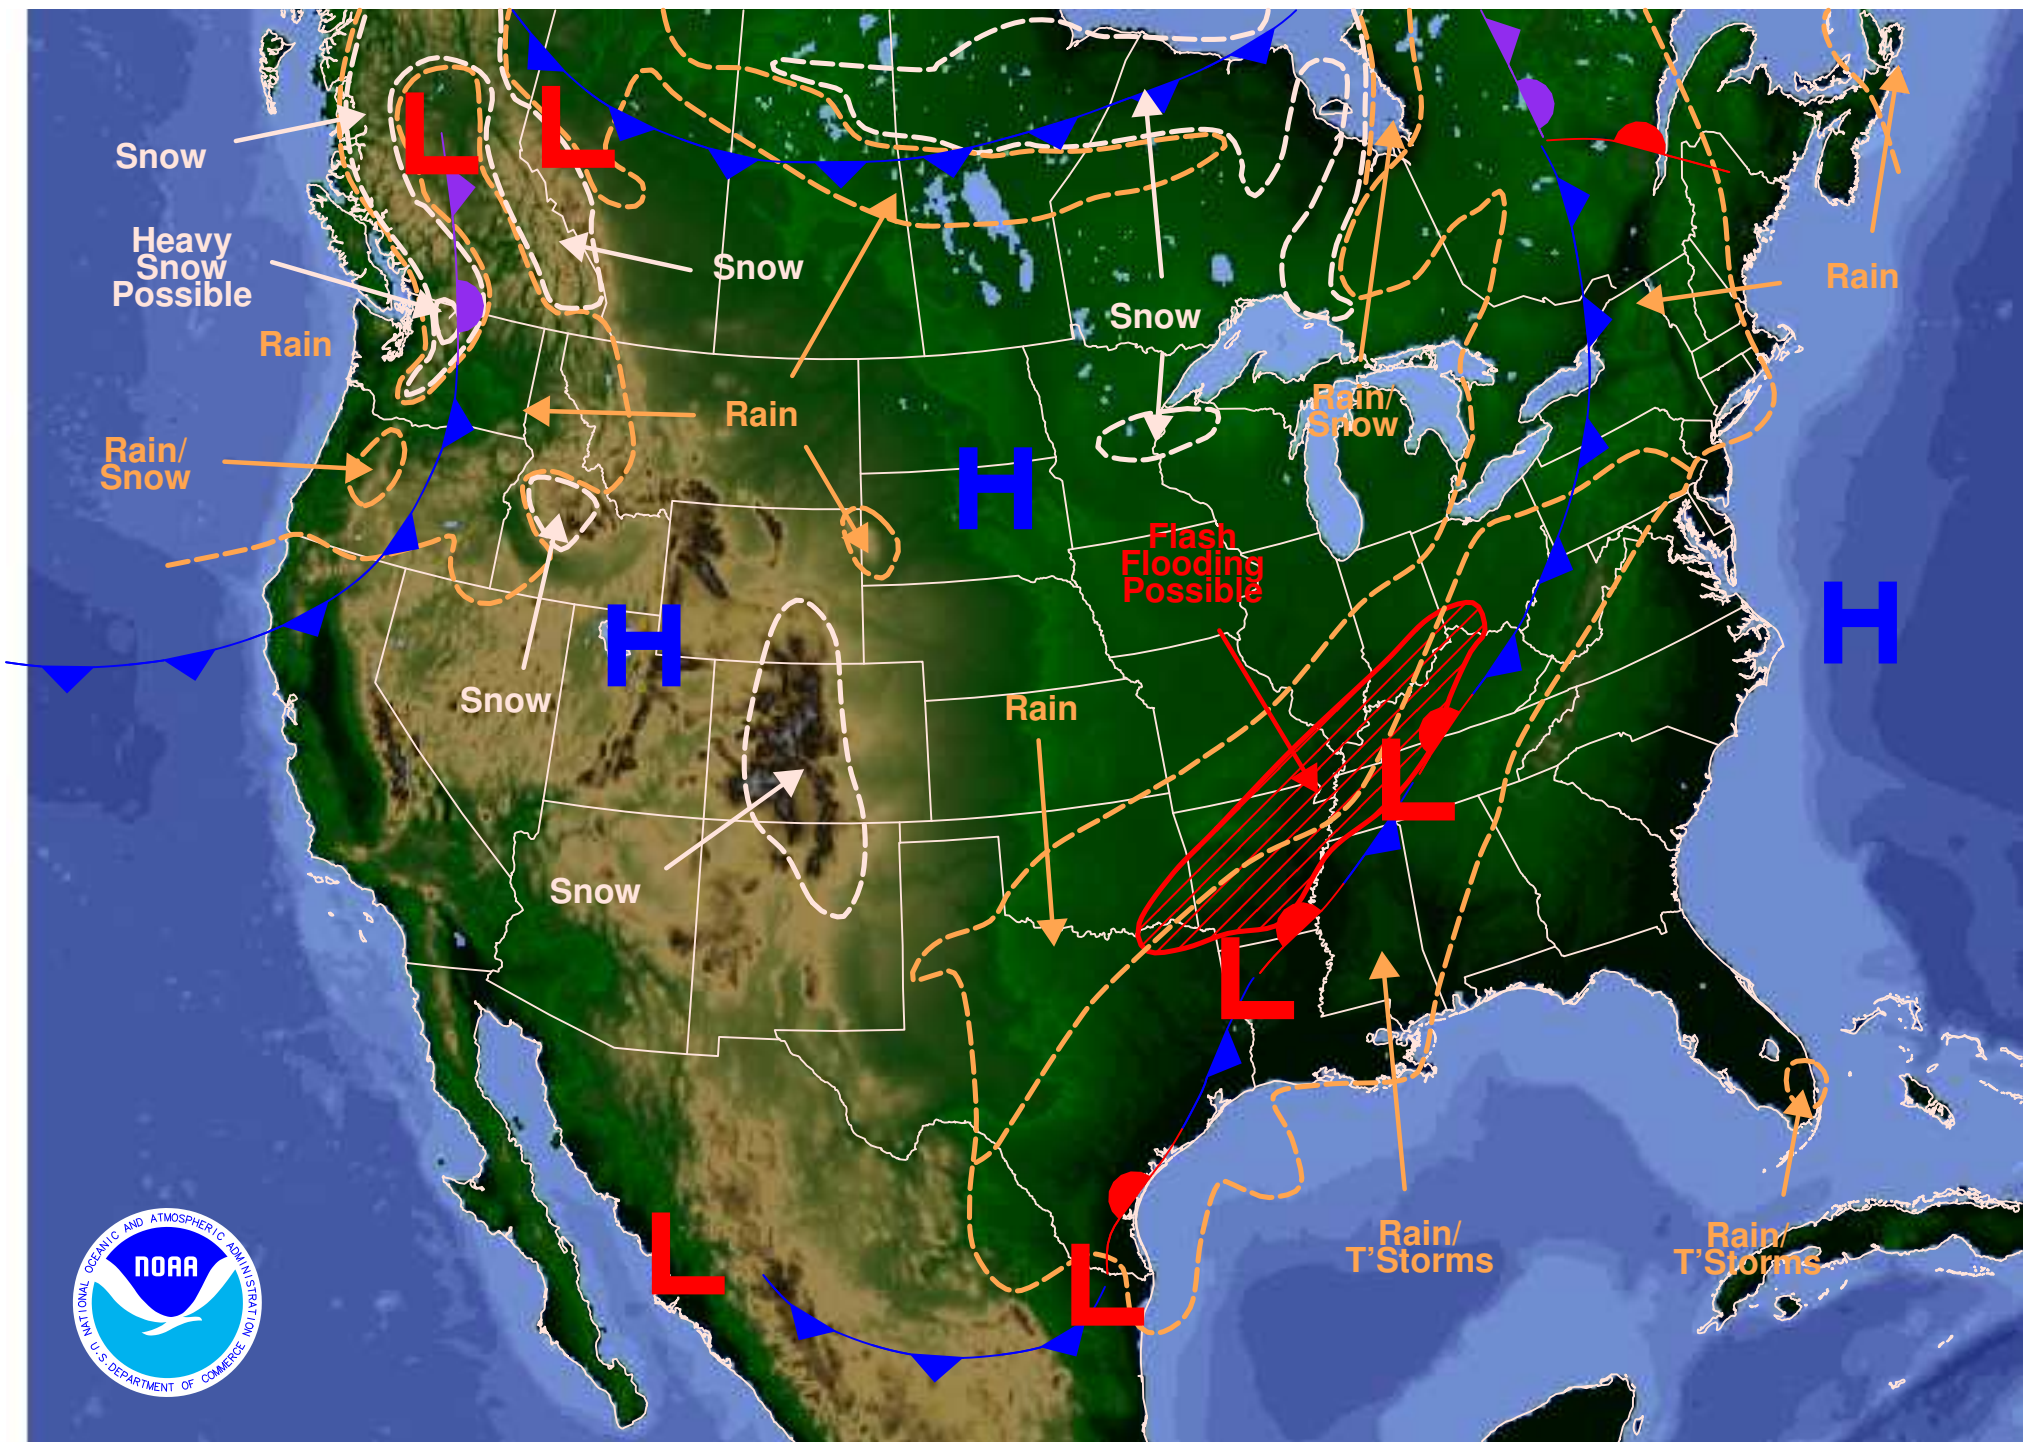 Snow
Heavy
Snow
Possible
Snow
Rain
Snow
Rain
Rain/
Snow
Rain
Rain/
Snow
Flash
Flooding
Possible
Snow
Rain
Snow
Rain/
T'Storms
Rain/
T'Storms
L
L
H
H
H
L
L
L
L
NATIONAL OCEANIC AND ATMOSPHERIC ADMINISTRATION
NOAA
U.S. DEPARTMENT OF COMMERCE